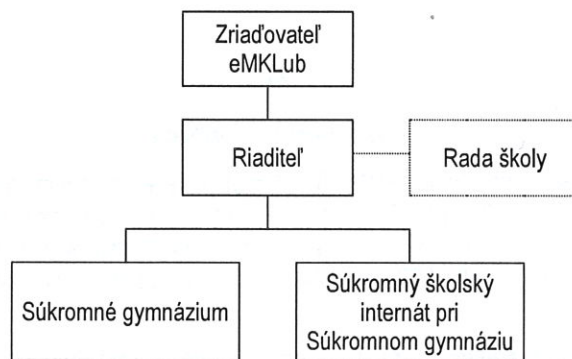 Zriaďovateľ
eMKLub
Riaditeľ
Rada školy
Súkromné gymnázium
Súkromný školský
internát pri
Súkromnom gymnáziu